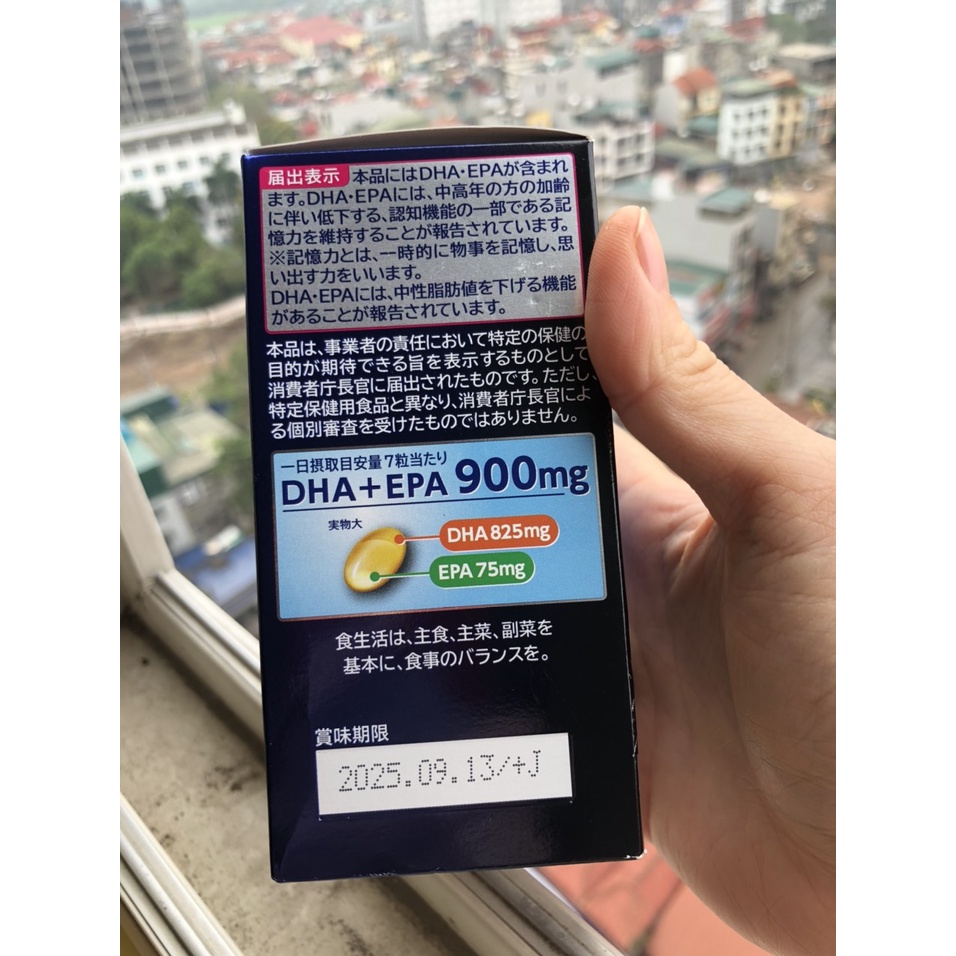 届出表示 本品にはDHA・EPAが含まれ
ます。DHA・EPAには、中高年の方の加齢
に伴い低下する、認知機能の一部である記
憶力を維持することが報告されています。
※記憶力とは、一時的に物事を記憶し、思
い出す力をいいます。
DHA・EPAには、中性脂肪値を下げる機能
があることが報告されています。
本品は、事業者の責任において特定の保健の
目的が期待できる旨を表示するものとして
消費者庁長官に届出されたものです。ただし、
特定保健用食品と異なり、消費者庁長官によ
る個別審査を受けたものではありません。
一日摂取目安量7粒当たり
DHA+EPA 900mg
実物大
DHA 825mg
EPA 75mg
食生活は、主食、主菜、副菜を
基本に、食事のバランスを。
賞味期限
2025.09.13/+J